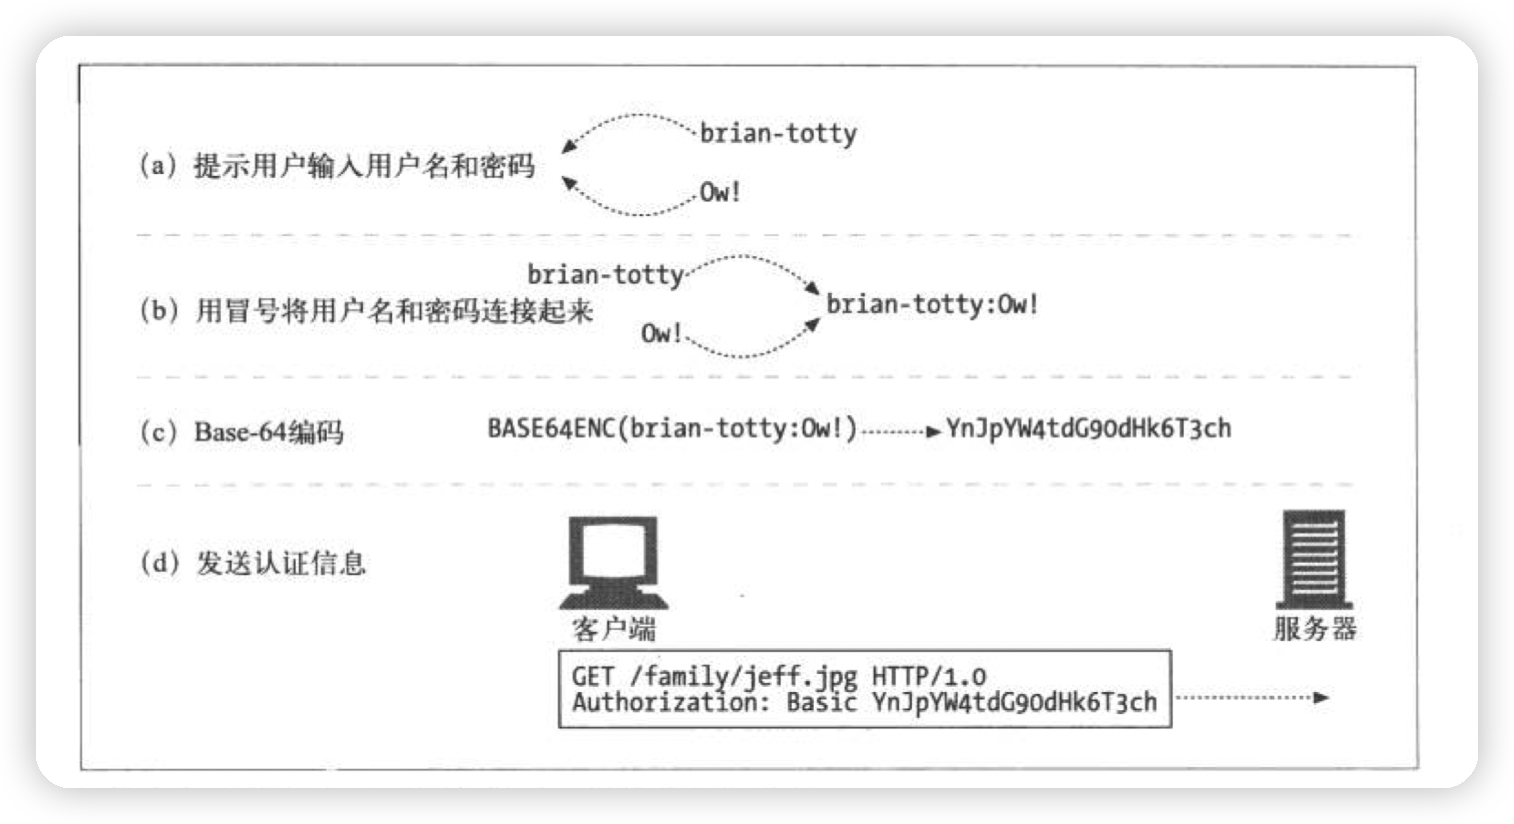 brian-totty
(a) 提示用户输入用户名和密码
Ow!
brian-totty
(b) 用冒号将用户名和密码连接起来
brian-totty:Ow!
Ow!
(c) Base-64编码
BASE64ENC(brian-totty:Ow!)
YnJpYW4tdG90dHk6T3ch
(d) 发送认证信息
客户端
服务器
GET /family/jeff.jpg HTTP/1.0
Authorization: Basic YnJpYW4tdG90dHk6T3ch